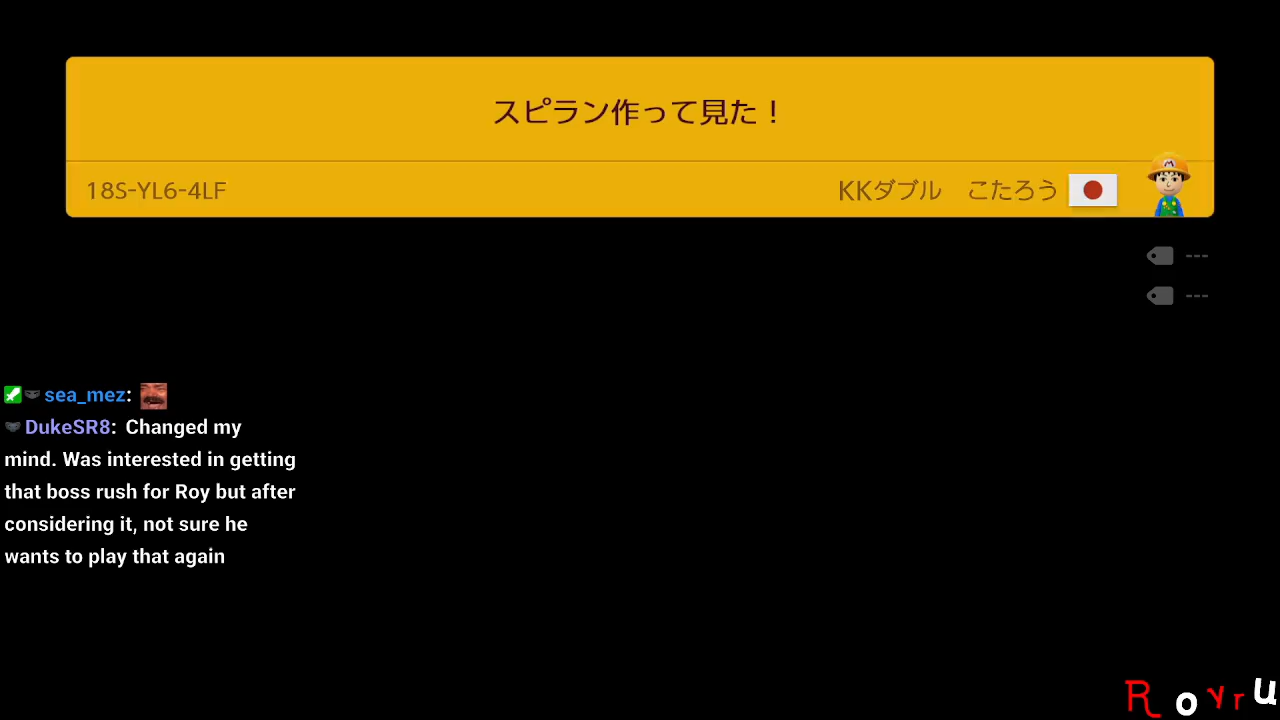 スピラン作って見た！
18S-YL6-4LF
KKダブル　こたろう
---
---
sea_mez:
DukeSR8: Changed my
mind. Was interested in getting
that boss rush for Roy but after
considering it, not sure he
wants to play that again
Royru